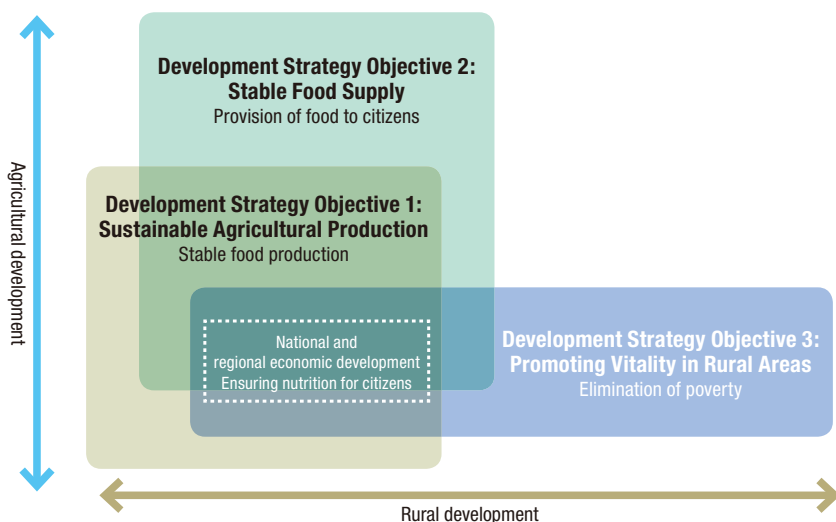 Development Strategy Objective 2:
Stable Food Supply
Provision of food to citizens
Agricultural development
Development Strategy Objective 1:
Sustainable Agricultural Production
Stable food production
National and
regional economic development
Ensuring nutrition for citizens
Development Strategy Objective 3:
Promoting Vitality in Rural Areas
Elimination of poverty
Rural development